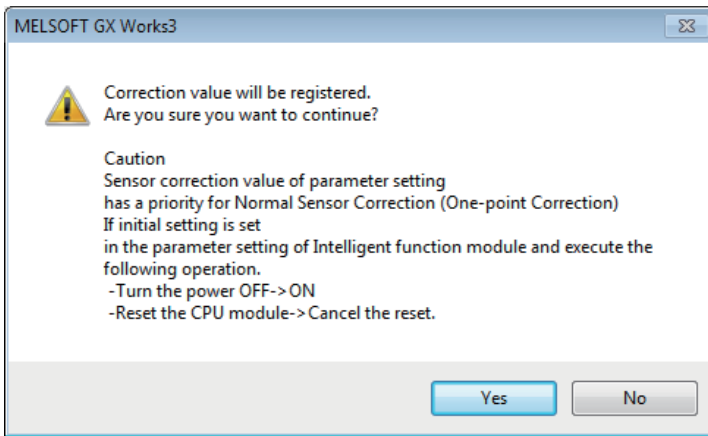 MELSOFT GX Works3
Correction value will be registered.
Are you sure you want to continue?
Caution
Sensor correction value of parameter setting
has a priority for Normal Sensor Correction (One-point Correction)
If initial setting is set
in the parameter setting of Intelligent function module and execute the
following operation.
-Turn the power OFF->ON
-Reset the CPU module->Cancel the reset.
Yes
No